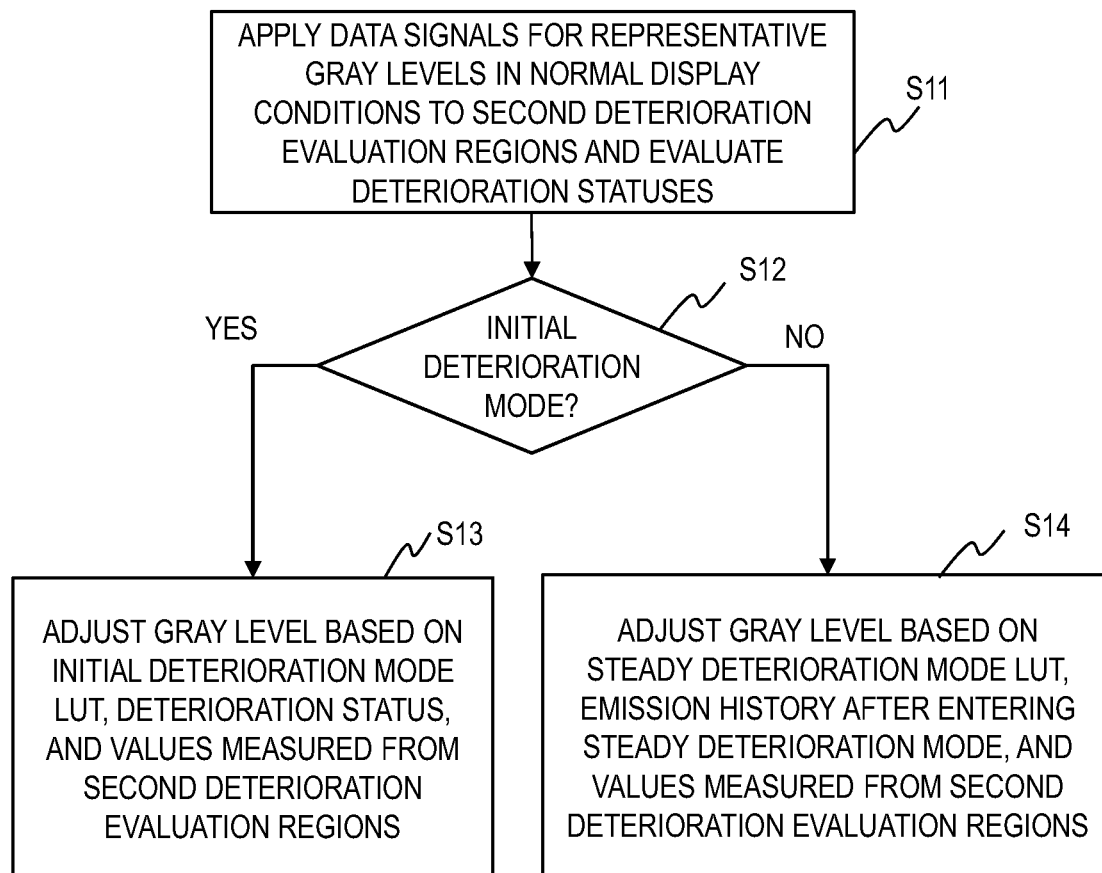 APPLY DATA SIGNALS FOR REPRESENTATIVE
GRAY LEVELS IN NORMAL DISPLAY
CONDITIONS TO SECOND DETERIORATION
EVALUATION REGIONS AND EVALUATE
DETERIORATION STATUSES
S11
S12
YES
INITIAL
DETERIORATION
MODE?
NO
S13
ADJUST GRAY LEVEL BASED ON
INITIAL DETERIORATION MODE
LUT, DETERIORATION STATUS,
AND VALUES MEASURED FROM
SECOND DETERIORATION
EVALUATION REGIONS
S14
ADJUST GRAY LEVEL BASED ON
STEADY DETERIORATION MODE LUT,
EMISSION HISTORY AFTER ENTERING
STEADY DETERIORATION MODE, AND
VALUES MEASURED FROM SECOND
DETERIORATION EVALUATION REGIONS